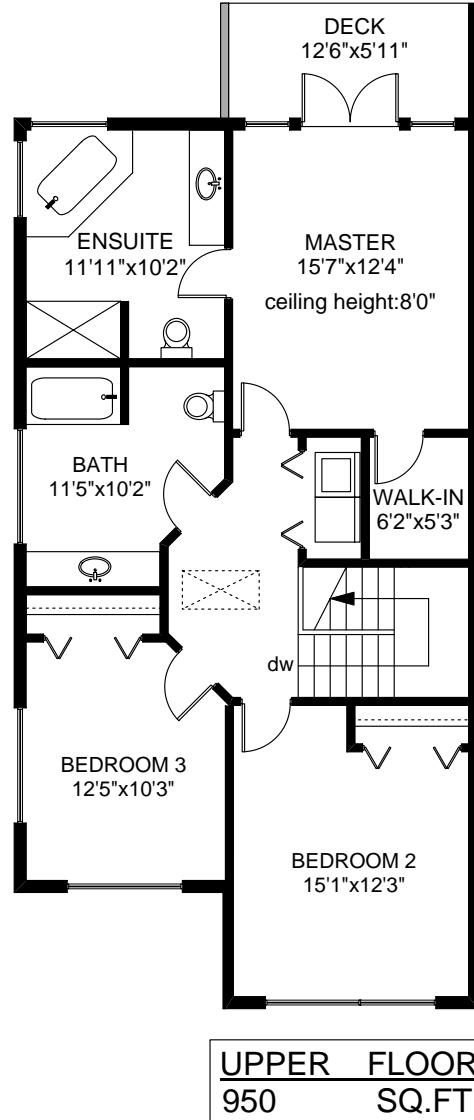 DECK
12'6"x5'11"
ENSUITE
11'11"x10'2"
MASTER
15'7"x12'4"
ceiling height:8'0"
BATH
11'5"x10'2"
WALK-IN
6'2"x5'3"
dw
BEDROOM 3
12'5"x10'3"
BEDROOM 2
15'1"x12'3"
UPPER FLOOR
950 SQ.FT